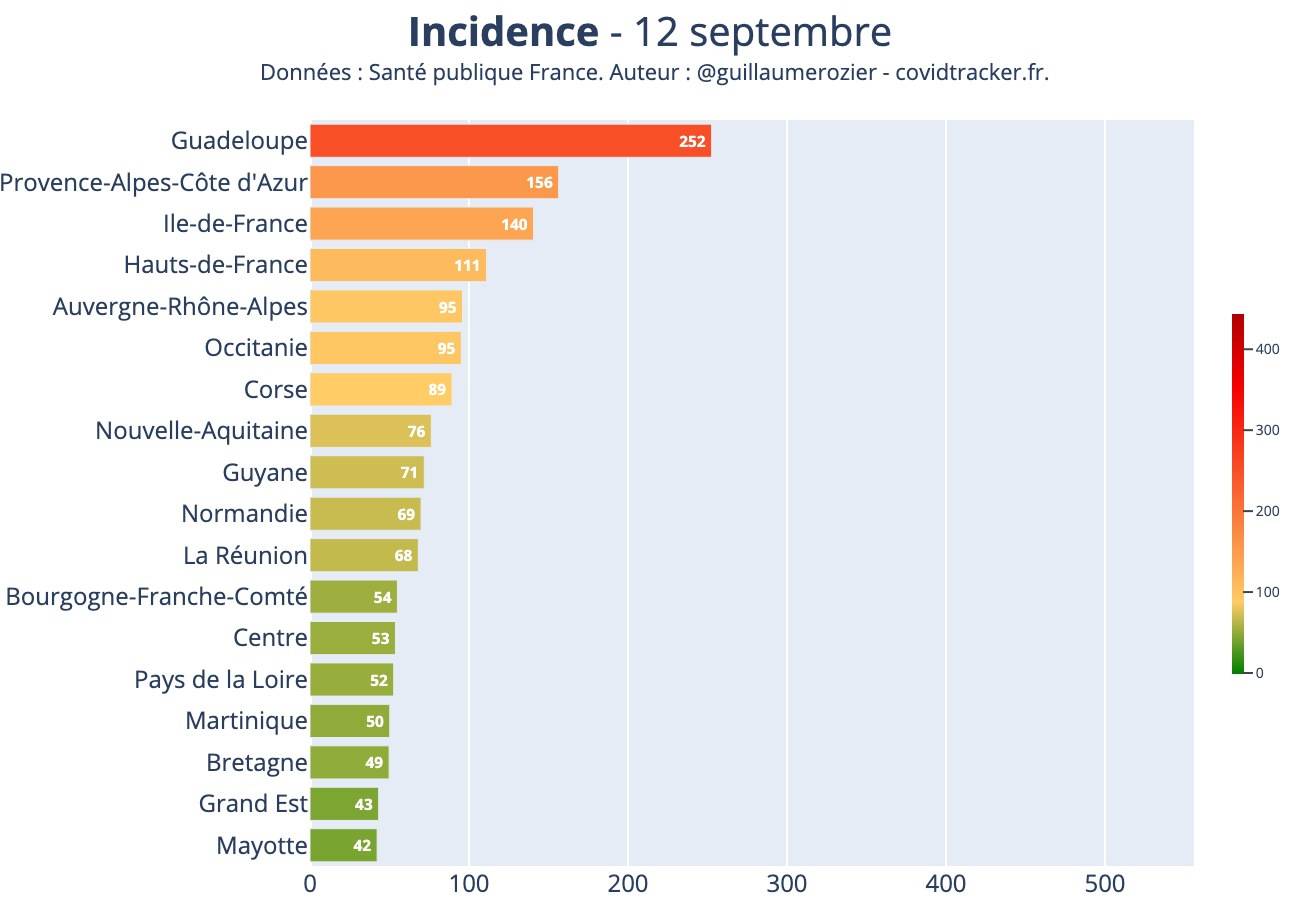 Incidence - 12 septembre
Données : Santé publique France. Auteur : @guillaumerozier - covidtracker.fr.
Guadeloupe 252
Provence-Alpes-Côte d'Azur 156
Ile-de-France 140
Hauts-de-France 111
Auvergne-Rhône-Alpes 95
Occitanie 95
Corse 89
Nouvelle-Aquitaine 76
Guyane 71
Normandie 69
La Réunion 68
Bourgogne-Franche-Comté 54
Centre 53
Pays de la Loire 52
Martinique 50
Bretagne 49
Grand Est 43
Mayotte 42
0 100 200 300 400 500
400
300
200
100
0